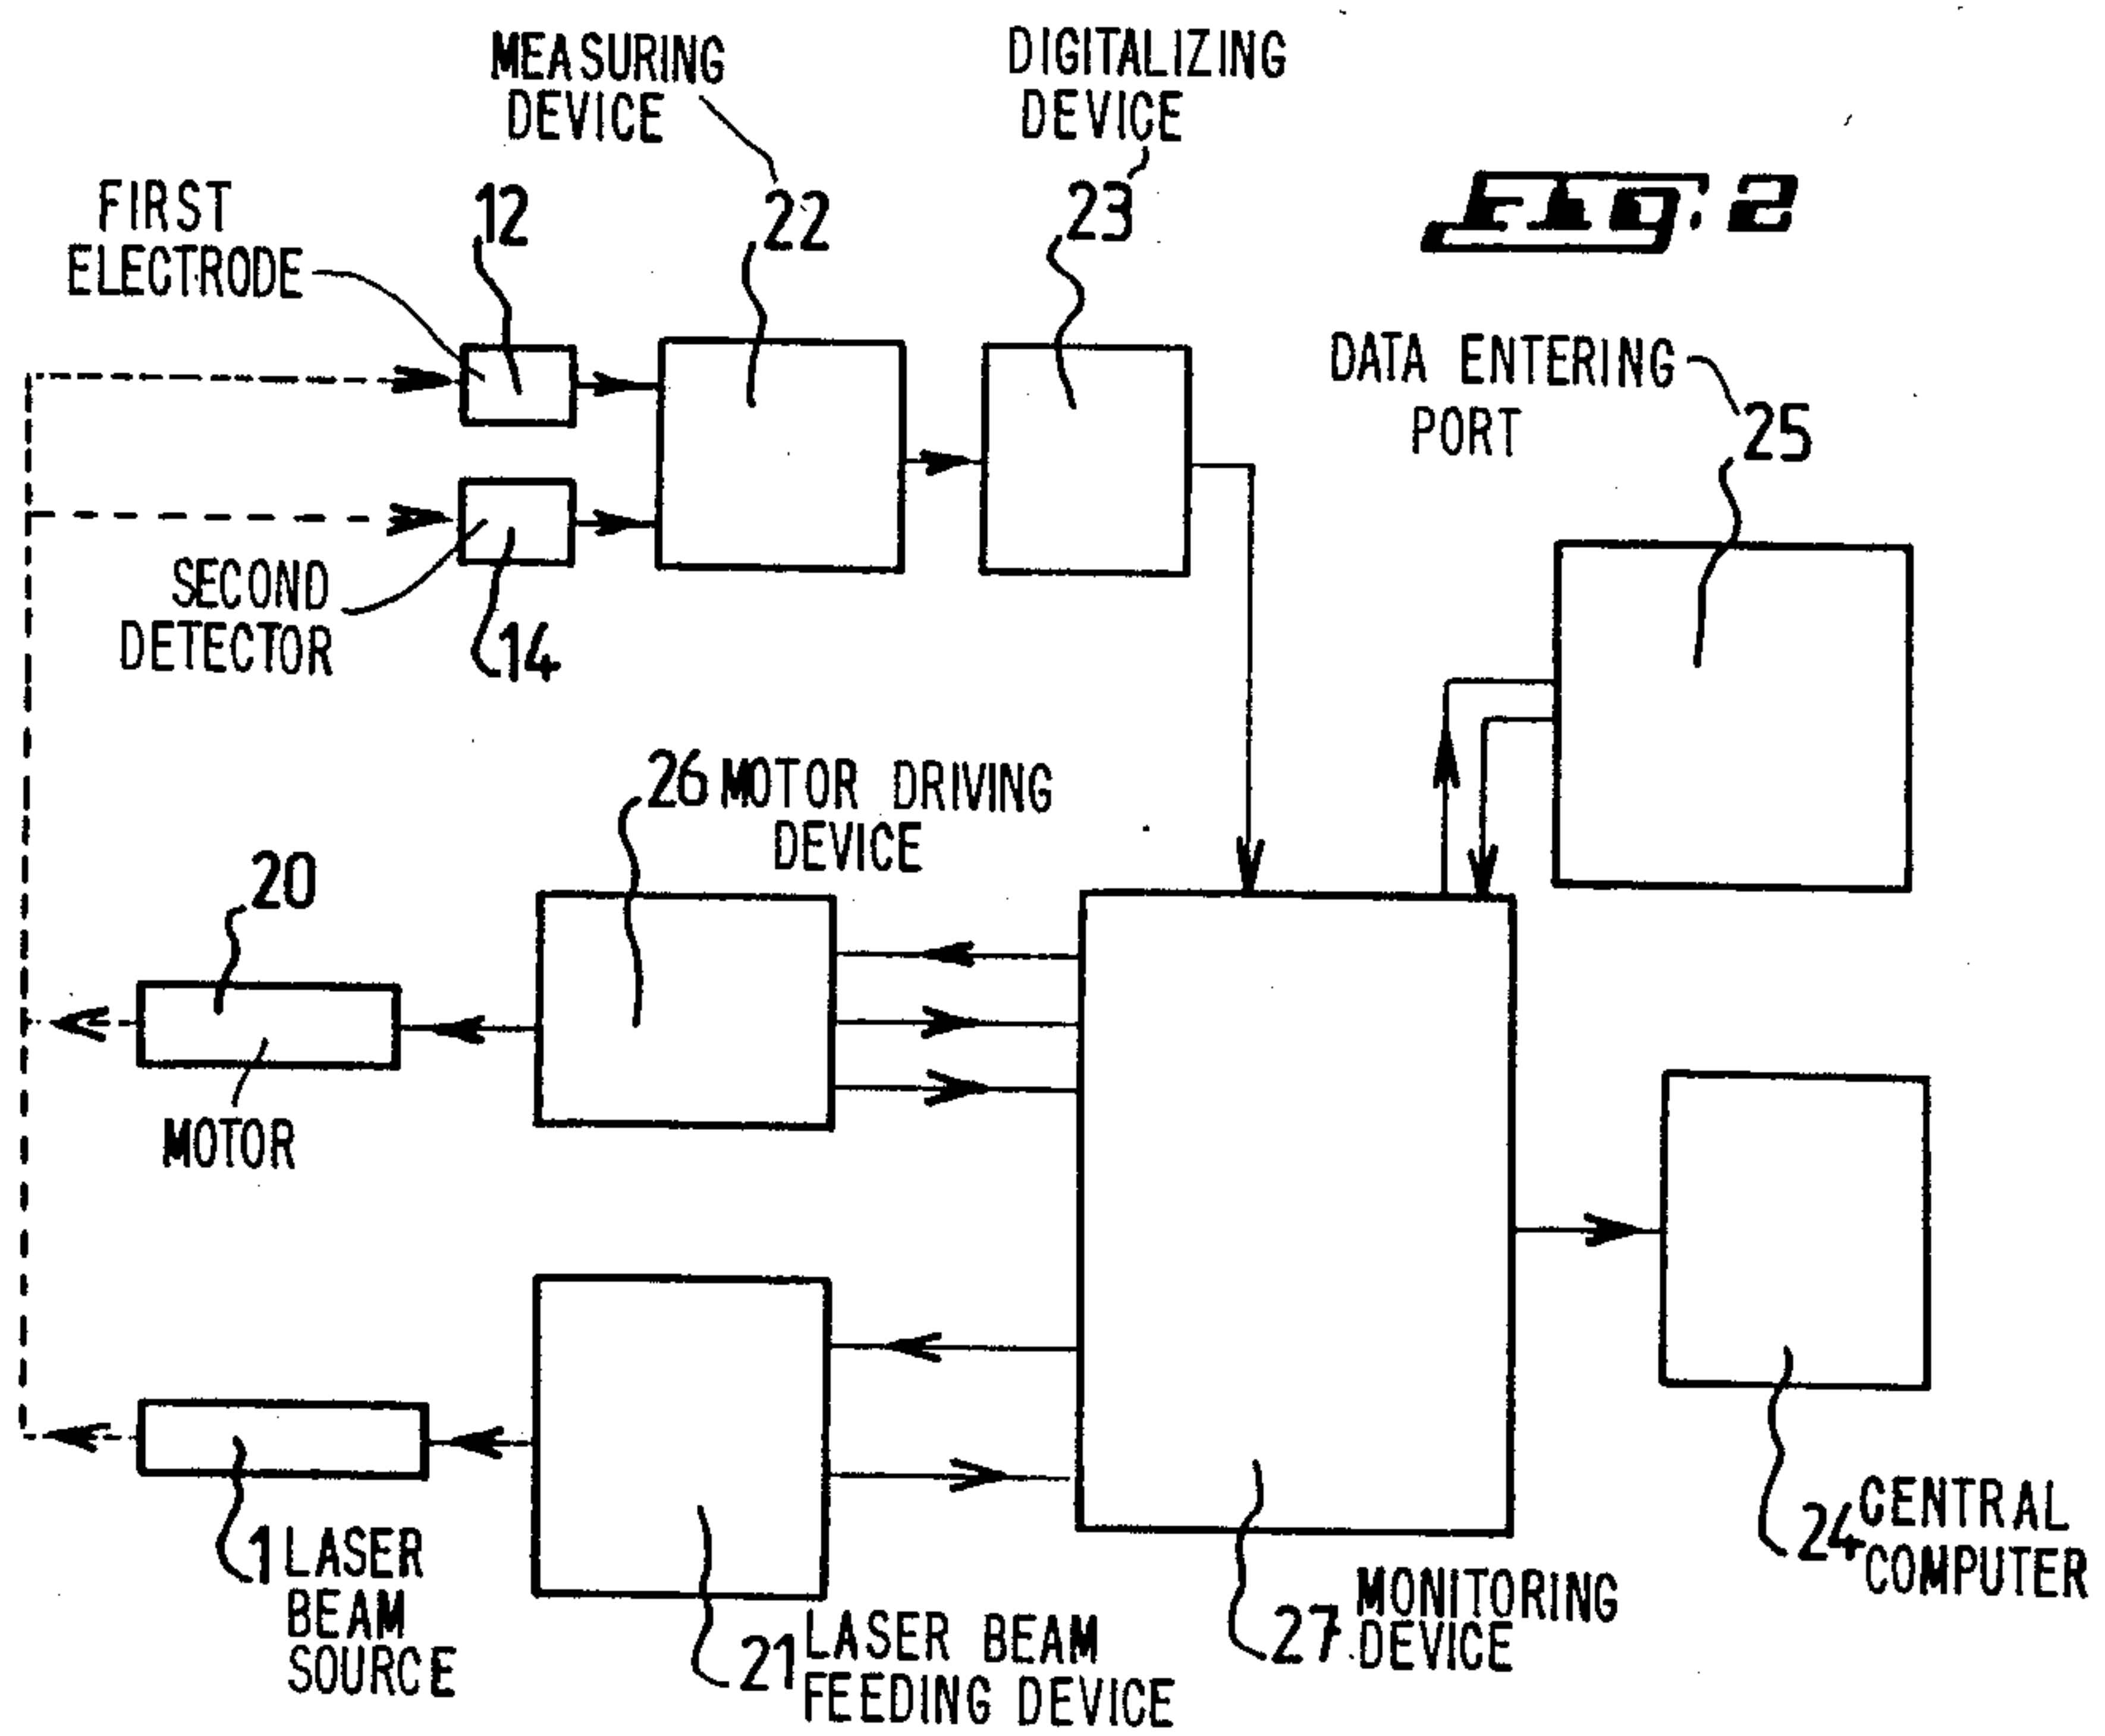 MEASURING
DEVICE
DIGITALIZING
DEVICE
FIRST
ELECTRODE
12
22
23
Fig. 2
DATA ENTERING
PORT
25
SECOND
DETECTOR
14
26 MOTOR DRIVING
DEVICE
20
MOTOR
1 LASER
BEAM
SOURCE
21 LASER BEAM
FEEDING DEVICE
27 MONITORING
DEVICE
24 CENTRAL
COMPUTER